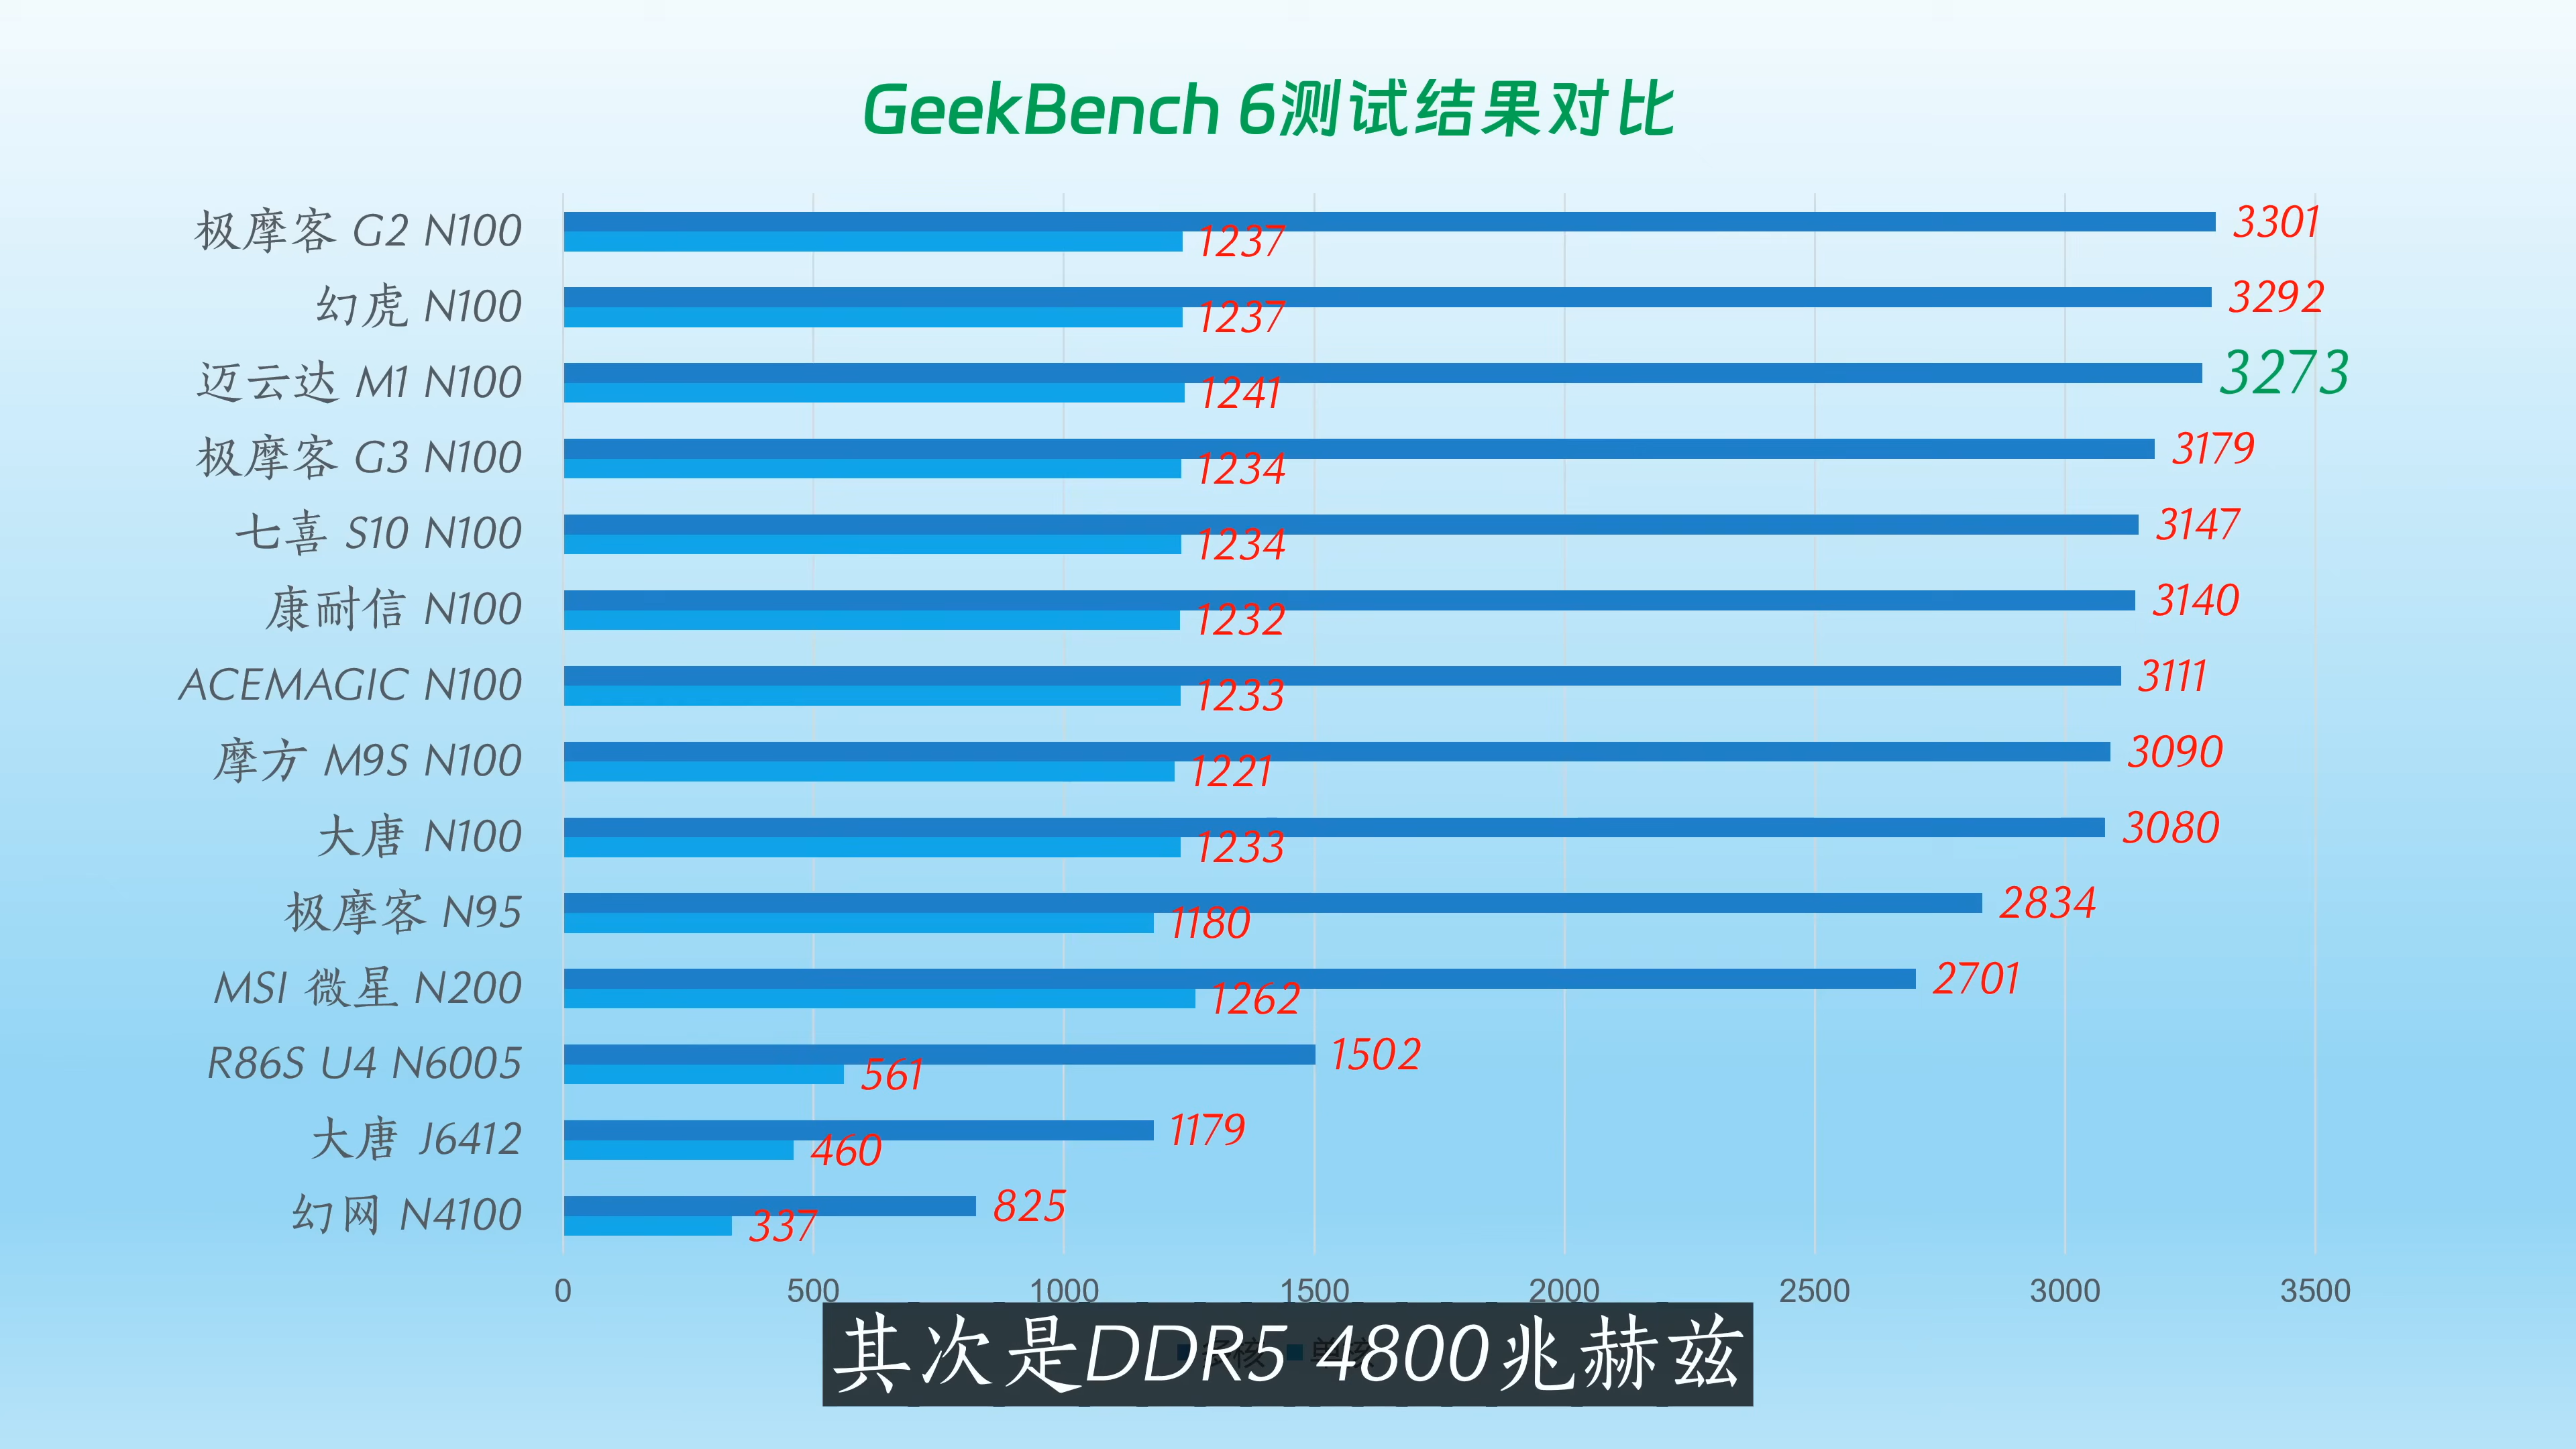 GeekBench 6测试结果对比
极摩客 G2 N100 3301
1237
幻虎 N100 3292
1237
迈云达 M1 N100 3273
1241
极摩客 G3 N100 3179
1234
七喜 S10 N100 3147
1234
康耐信 N100 3140
1232
ACEMAGIC N100 3111
1233
摩方 M9S N100 3090
1221
大唐 N100 3080
1233
极摩客 N95 2834
1180
MSI 微星 N200 2701
1262
R86S U4 N6005 1502
561
大唐 J6412 1179
460
幻网 N4100 825
337
0 500 1000 1500 2000 2500 3000 3500
其次是DDR5 4800兆赫兹